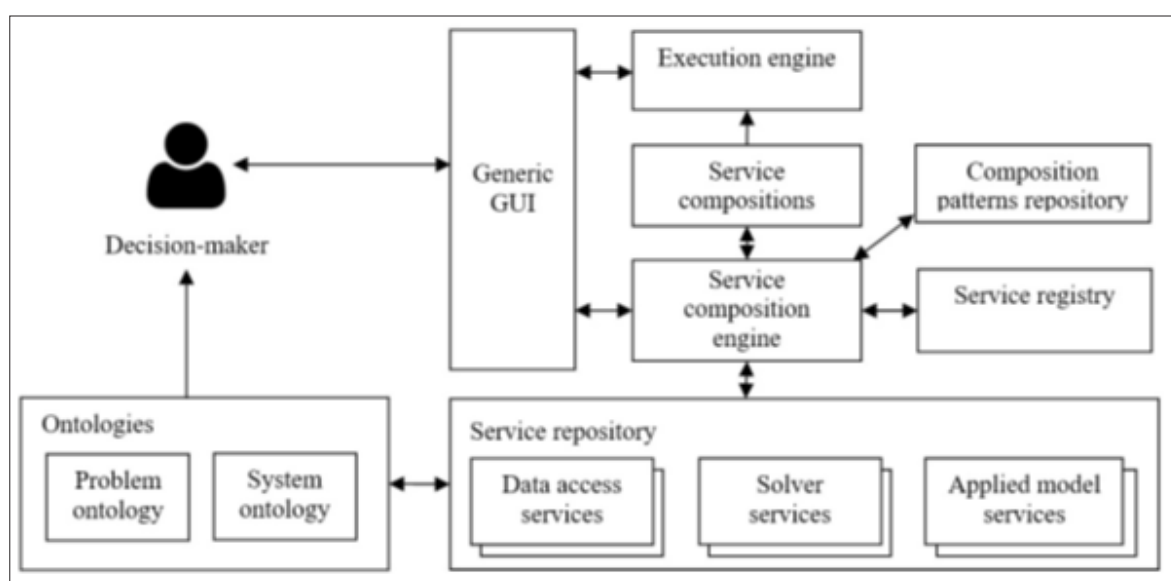 Execution engine
Generic
GUI
Service
compositions
Composition
patterns repository
Decision-maker
Service
composition
engine
Service registry
Ontologies
Problem
ontology
System
ontology
Service repository
Data access
services
Solver
services
Applied model
services